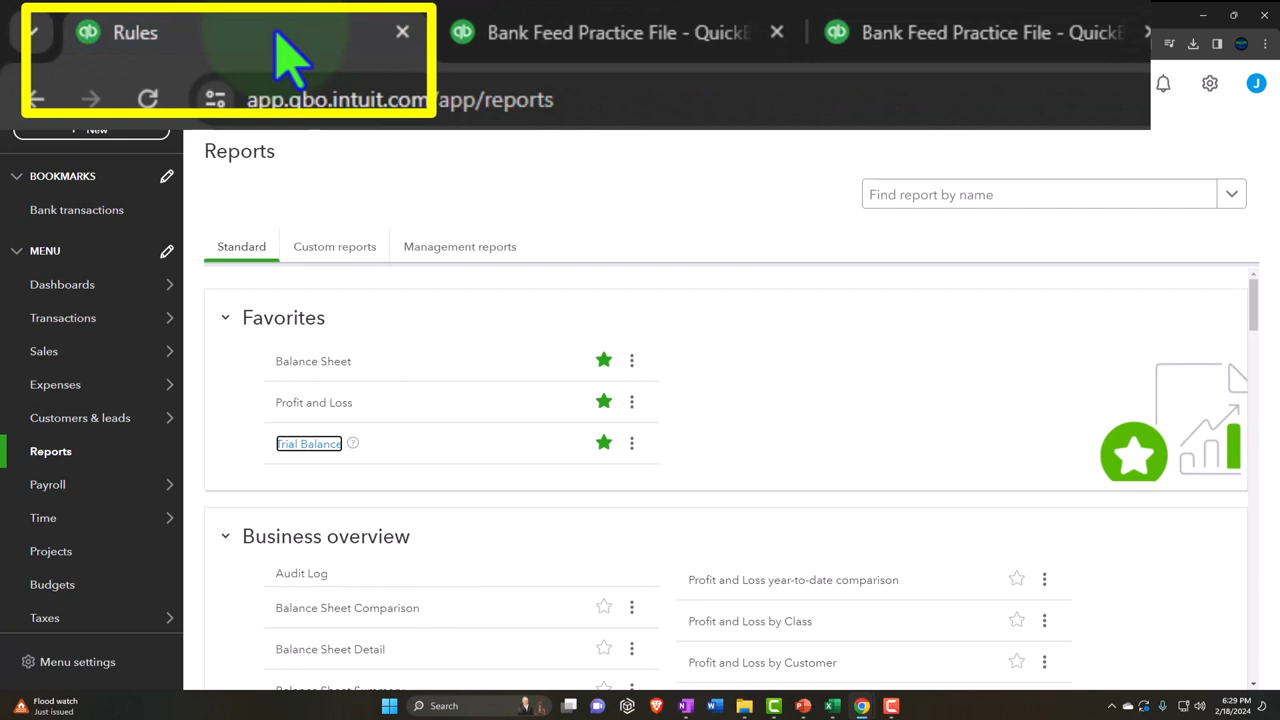 Rules
Bank Feed Practice File - QuickB
Bank Feed Practice File - QuickB
app.qbo.intuit.com/app/reports
J
New
Reports
BOOKMARKS
Find report by name
Bank transactions
Standard
Custom reports
Management reports
MENU
Dashboards
Transactions
Sales
Expenses
Customers & leads
Reports
Payroll
Time
Projects
Budgets
Taxes
Menu settings
Favorites
Balance Sheet
Profit and Loss
Trial Balance
Business overview
Audit Log
Balance Sheet Comparison
Balance Sheet Detail
Balance Sheet Summary
Profit and Loss year-to-date comparison
Profit and Loss by Class
Profit and Loss by Customer
Flood watch
Just issued
Search
6:29 PM
2/18/2024